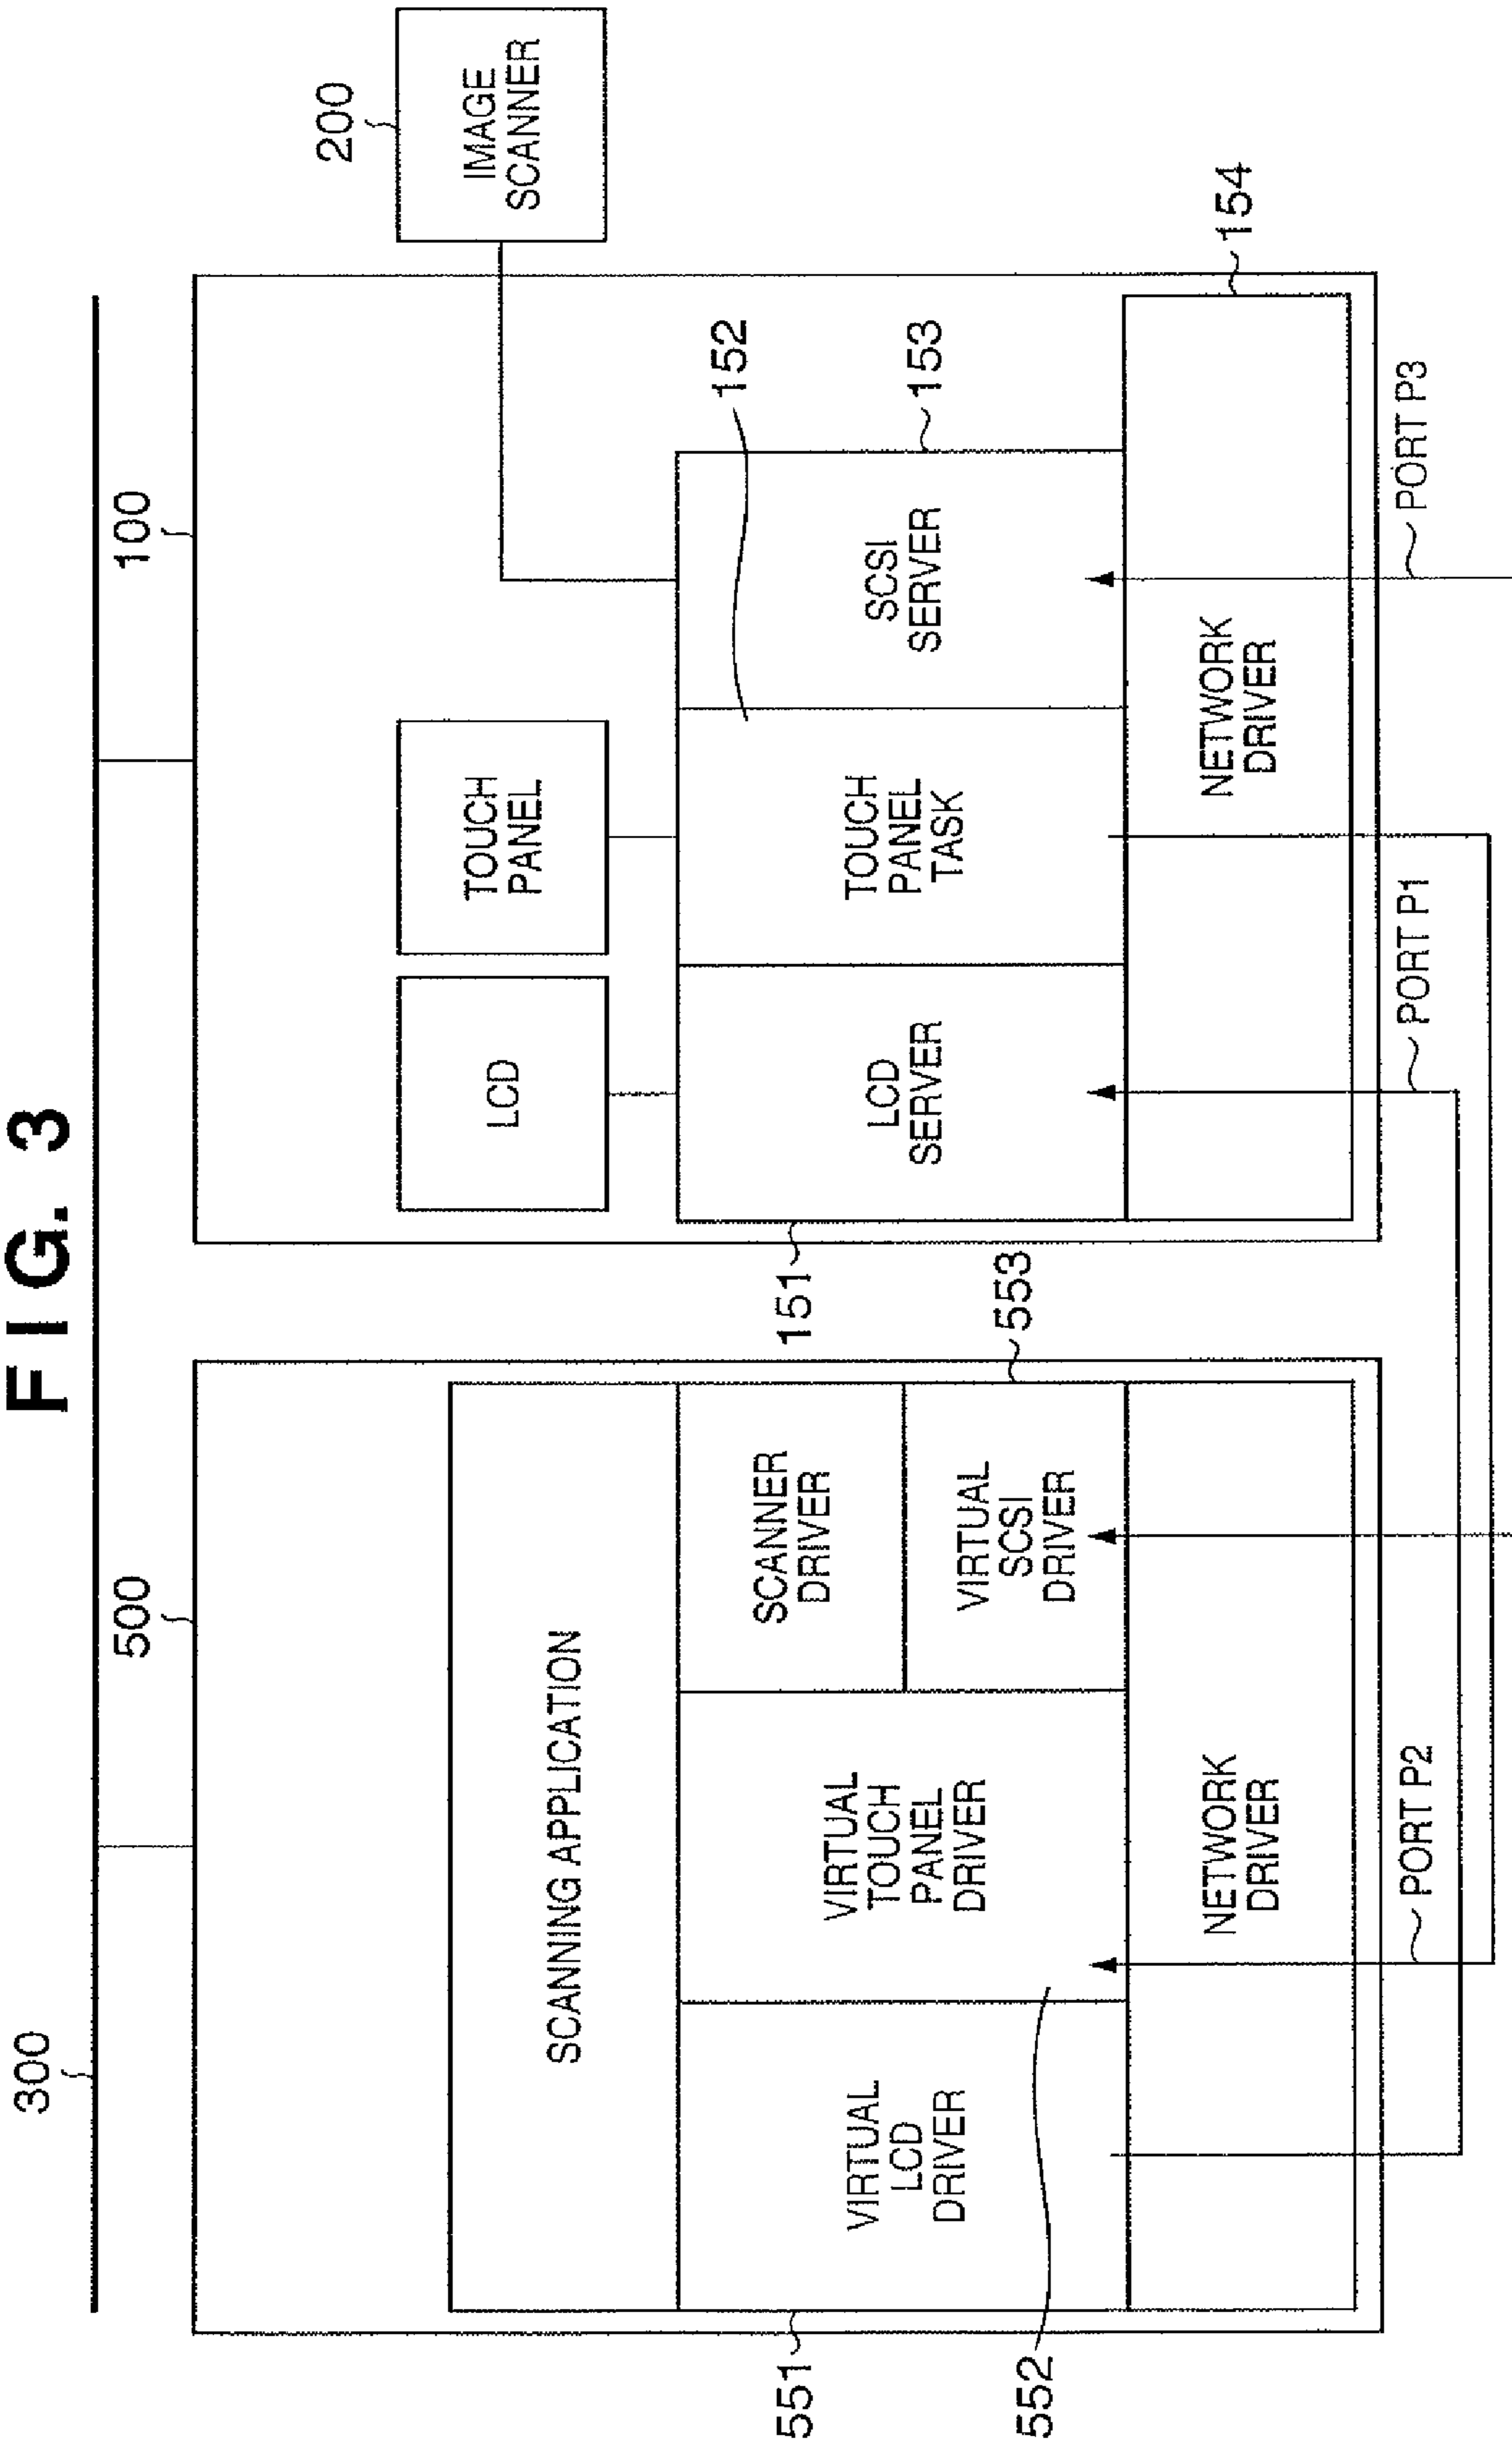 FIG. 3
300
500
100
200
IMAGE
SCANNER
SCANNING APPLICATION
LCD
TOUCH
PANEL
152
551
VIRTUAL
LCD
DRIVER
VIRTUAL
TOUCH
PANEL
DRIVER
SCANNER
DRIVER
VIRTUAL
SCSI
DRIVER
553
151
LCD
SERVER
TOUCH
PANEL
TASK
SCSI
SERVER
153
552
NETWORK
DRIVER
NETWORK
DRIVER
154
PORT P2
PORT P1
PORT P3